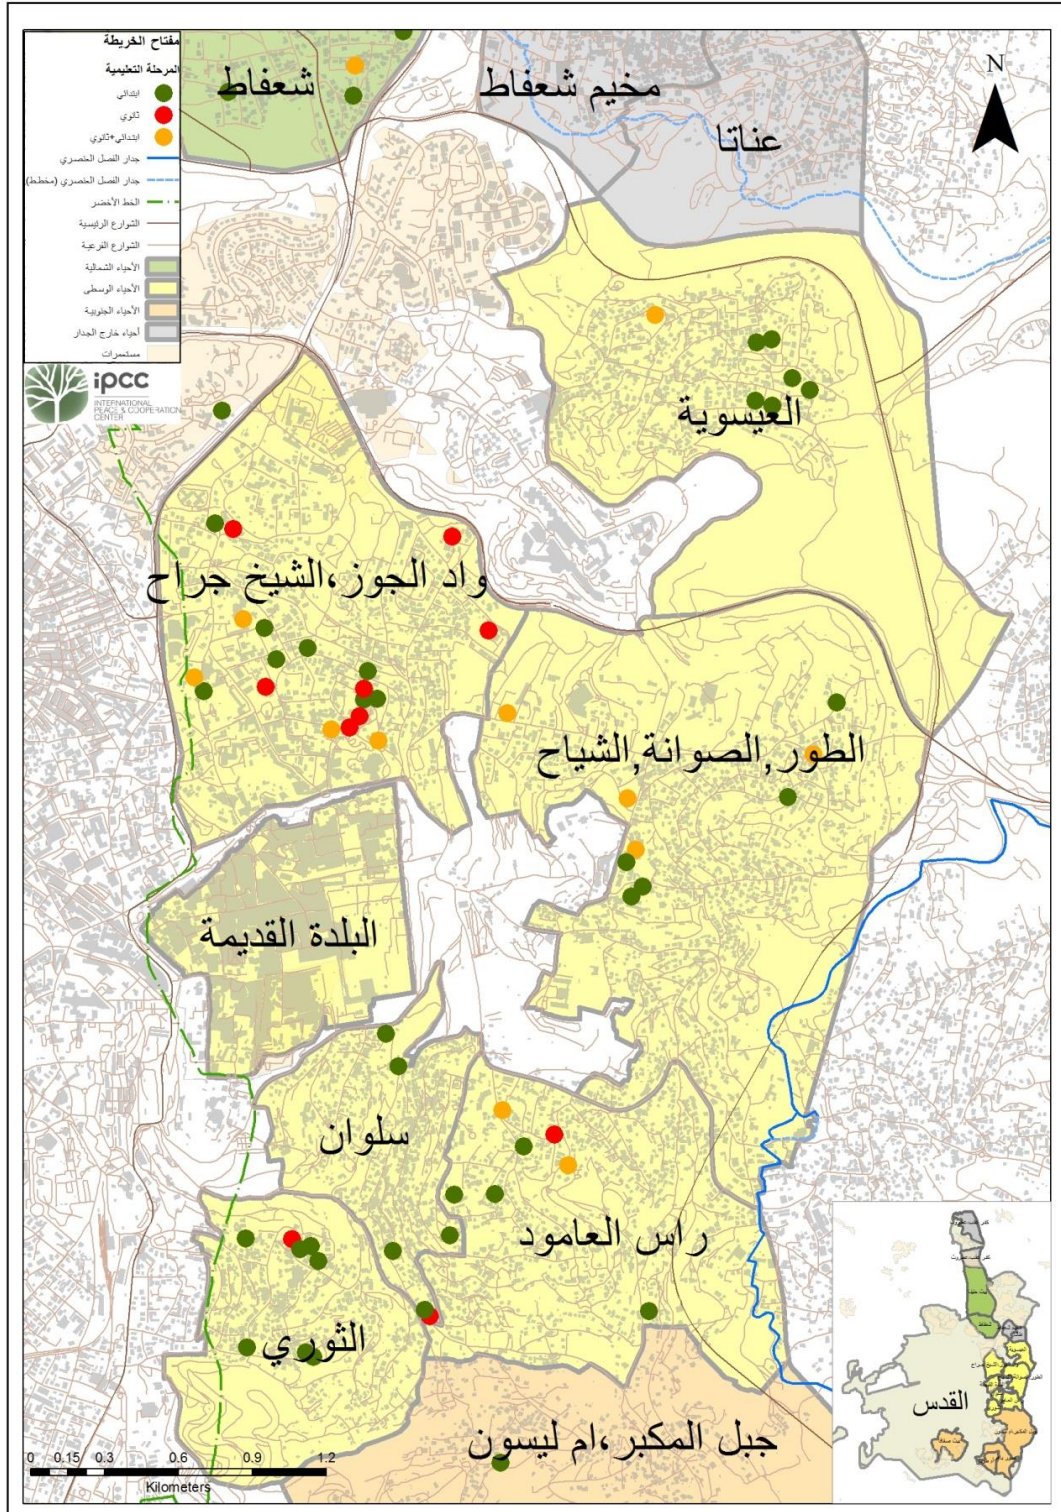 مفتاح الخريطة
المرحلة التعليمية
ابتدائي
ثانوي
ابتدائي+ثانوي
جدار الفصل العنصري
جدار الفصل العنصري (مخطط)
الخط الأخضر
الشوارع الرئيسية
الشوارع الفرعية
الأحياء الشمالية
الأحياء الوسطى
الأحياء الجنوبية
أحياء خارج الجدار
مستعمرات
ipcc
INTERNATIONAL
PEACE & COOPERATION
CENTER
N
شعفاط
مخيم شعفاط
عناتا
العيسوية
واد الجوز،الشيخ جراح
الطور,الصوانة,الشياح
البلدة القديمة
سلوان
راس العامود
الثوري
جبل المكبر،ام ليسون
0 0.15 0.3 0.6 0.9 1.2
Kilometers
القدس